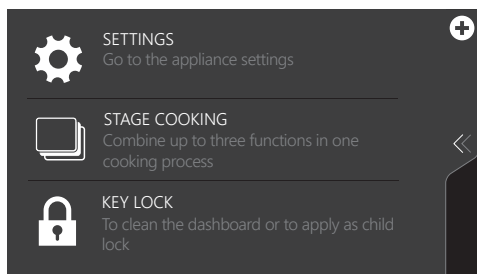 SETTINGS
Go to the appliance settings
STAGE COOKING
Combine up to three functions in one
cooking process
KEY LOCK
To clean the dashboard or to apply as child
lock